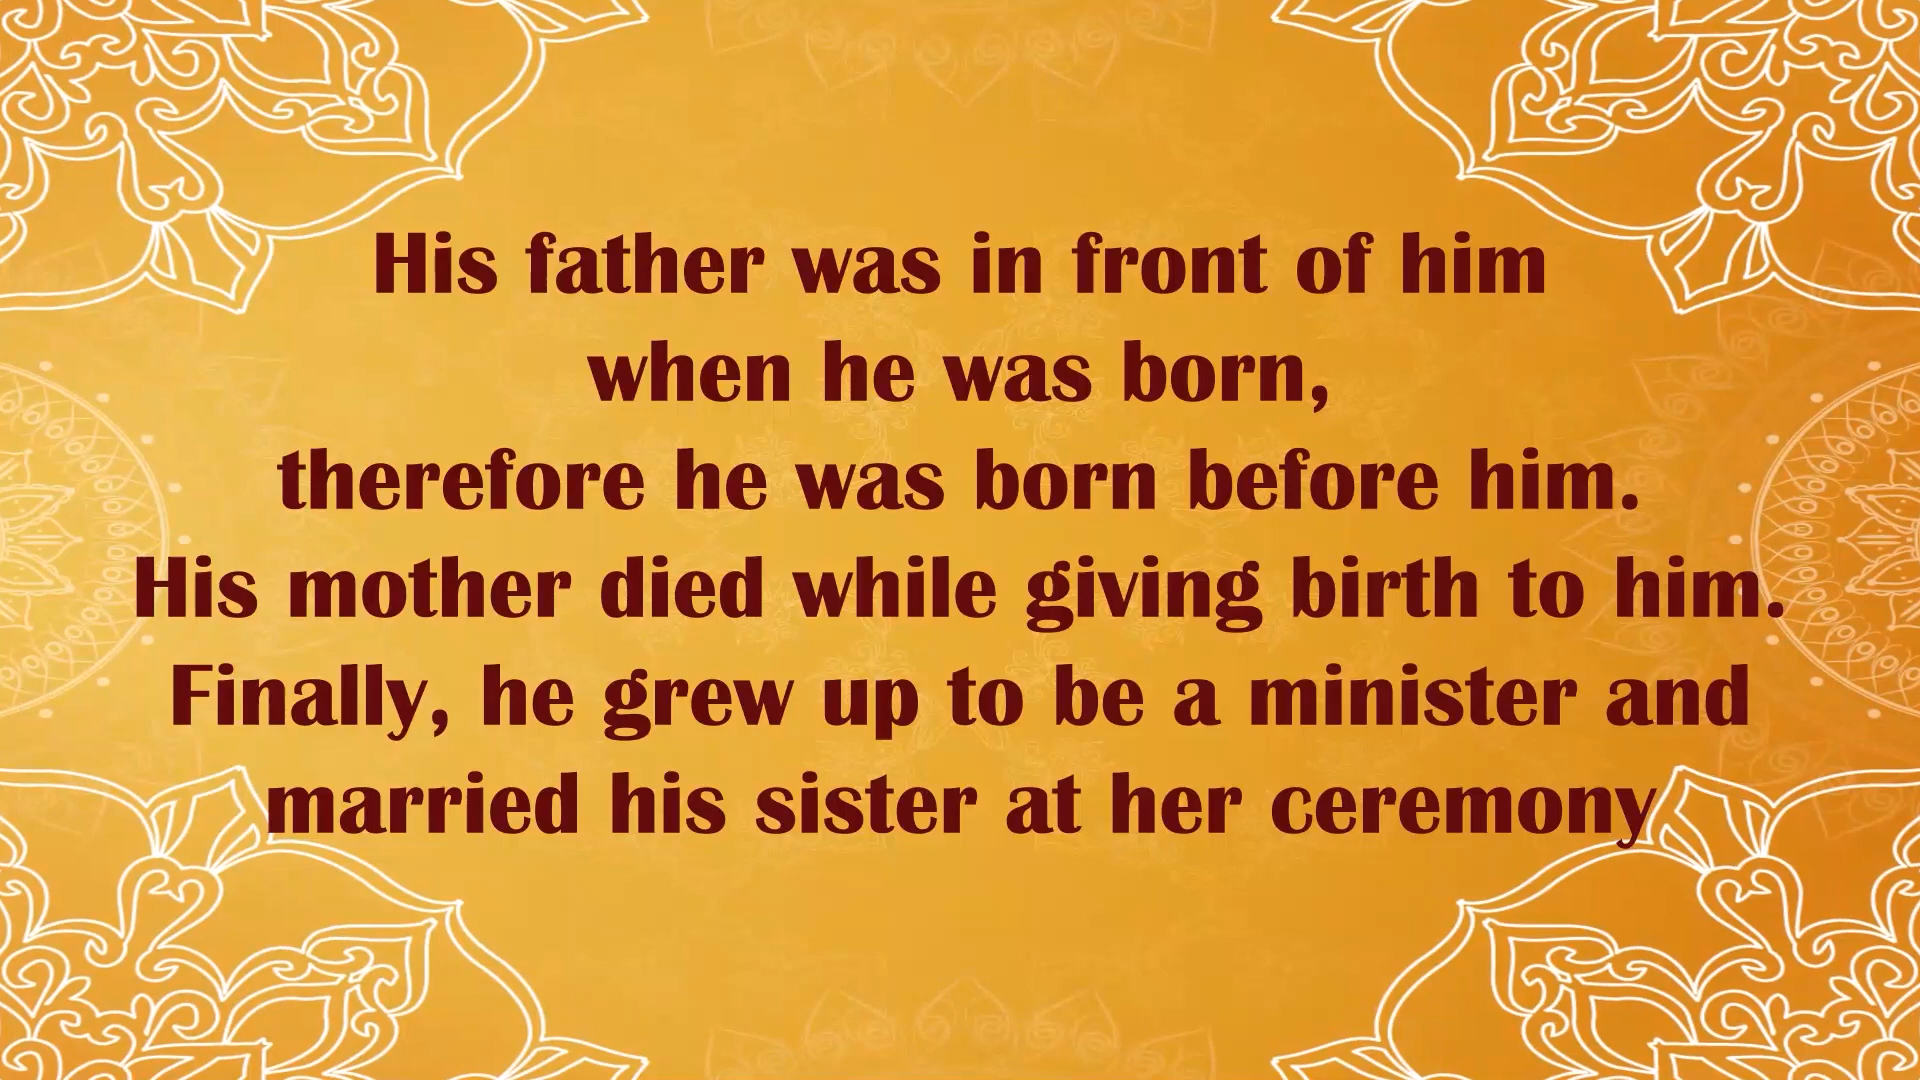 His father was in front of him
when he was born,
therefore he was born before him.
His mother died while giving birth to him.
Finally, he grew up to be a minister and
married his sister at her ceremony